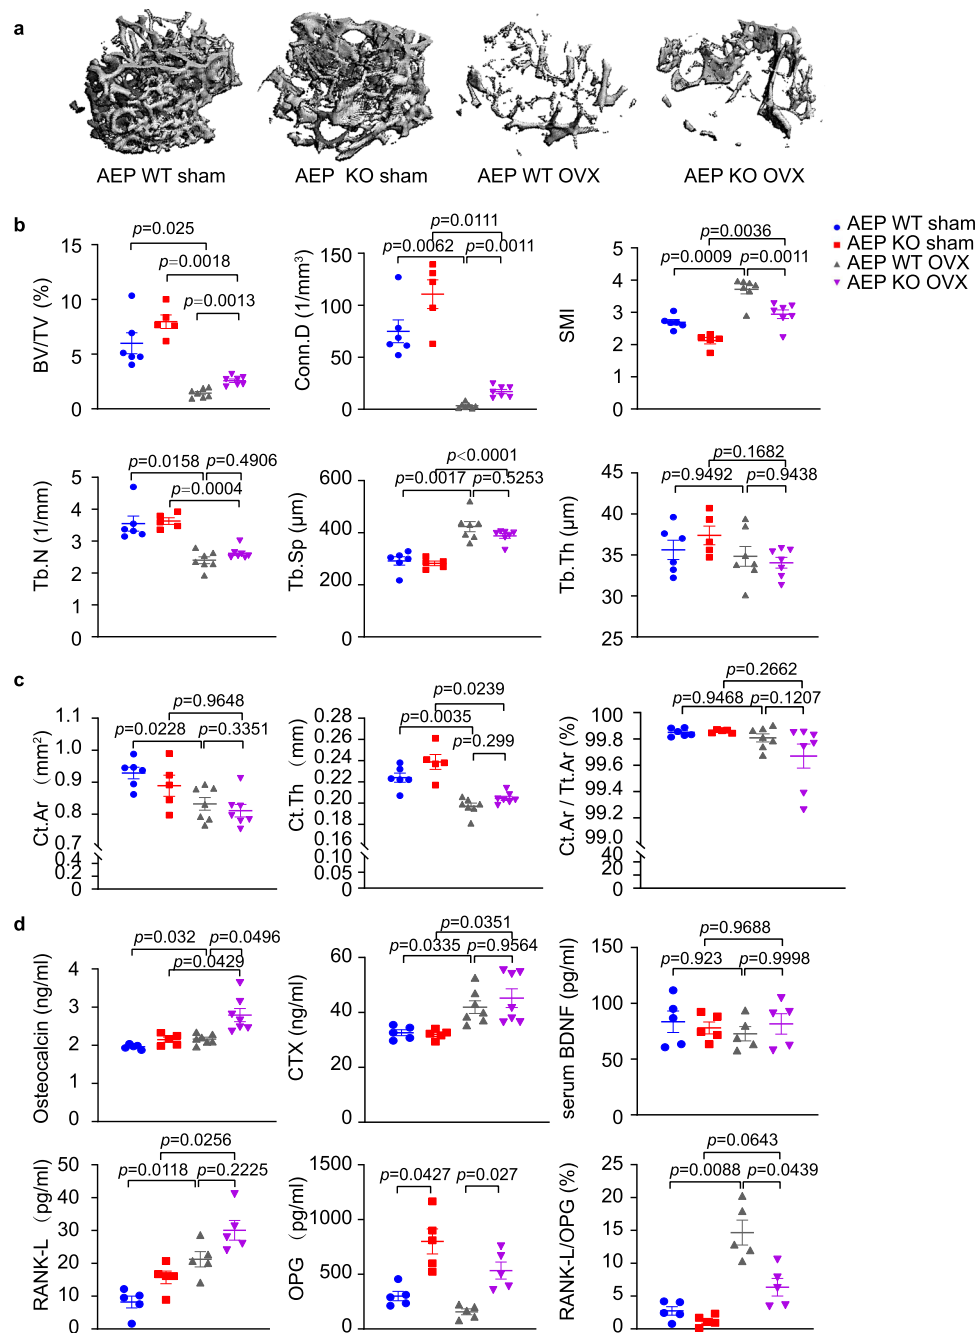 a
AEP WT sham
AEP KO sham
AEP WT OVX
AEP KO OVX
b
AEP WT sham
AEP KO sham
AEP WT OVX
AEP KO OVX
BV/TV (%)
15
10
5
0
p=0.025
p=0.0018
p=0.0013
Conn.D (1/mm³)
150
100
50
0
p=0.0111
p=0.0062
p=0.0011
SMI
5
4
3
2
1
0
p=0.0036
p=0.0009
p=0.0011
Tb.N (1/mm)
5
4
3
2
1
0
p=0.0158
p=0.4906
p=0.0004
Tb.Sp (μm)
600
400
200
0
p<0.0001
p=0.0017
p=0.5253
Tb.Th (μm)
45
40
35
30
25
p=0.1682
p=0.9492
p=0.9438
c
Ct.Ar (mm²)
1.1
1.0
0.9
0.8
0.7
0.4
0.2
0
p=0.9648
p=0.0228
p=0.3351
Ct.Th (mm)
0.28
0.26
0.24
0.22
0.20
0.18
0.16
0.10
0.05
0
p=0.0239
p=0.0035
p=0.299
Ct.Ar / Tt.Ar (%)
100
99.8
99.6
99.4
99.2
99.0
40
20
0
p=0.2662
p=0.9468
p=0.1207
d
Osteocalcin (ng/ml)
4
3
2
1
0
p=0.032
p=0.0496
p=0.0429
CTX (ng/ml)
60
40
20
0
p=0.0351
p=0.0335
p=0.9564
serum BDNF (pg/ml)
150
100
50
0
p=0.9688
p=0.923
p=0.9998
RANK-L (pg/ml)
50
40
30
20
10
0
p=0.0256
p=0.0118
p=0.2225
OPG (pg/ml)
1500
1000
500
0
p=0.0427
p=0.027
RANK-L/OPG (%)
25
20
15
10
5
0
p=0.0643
p=0.0088
p=0.0439